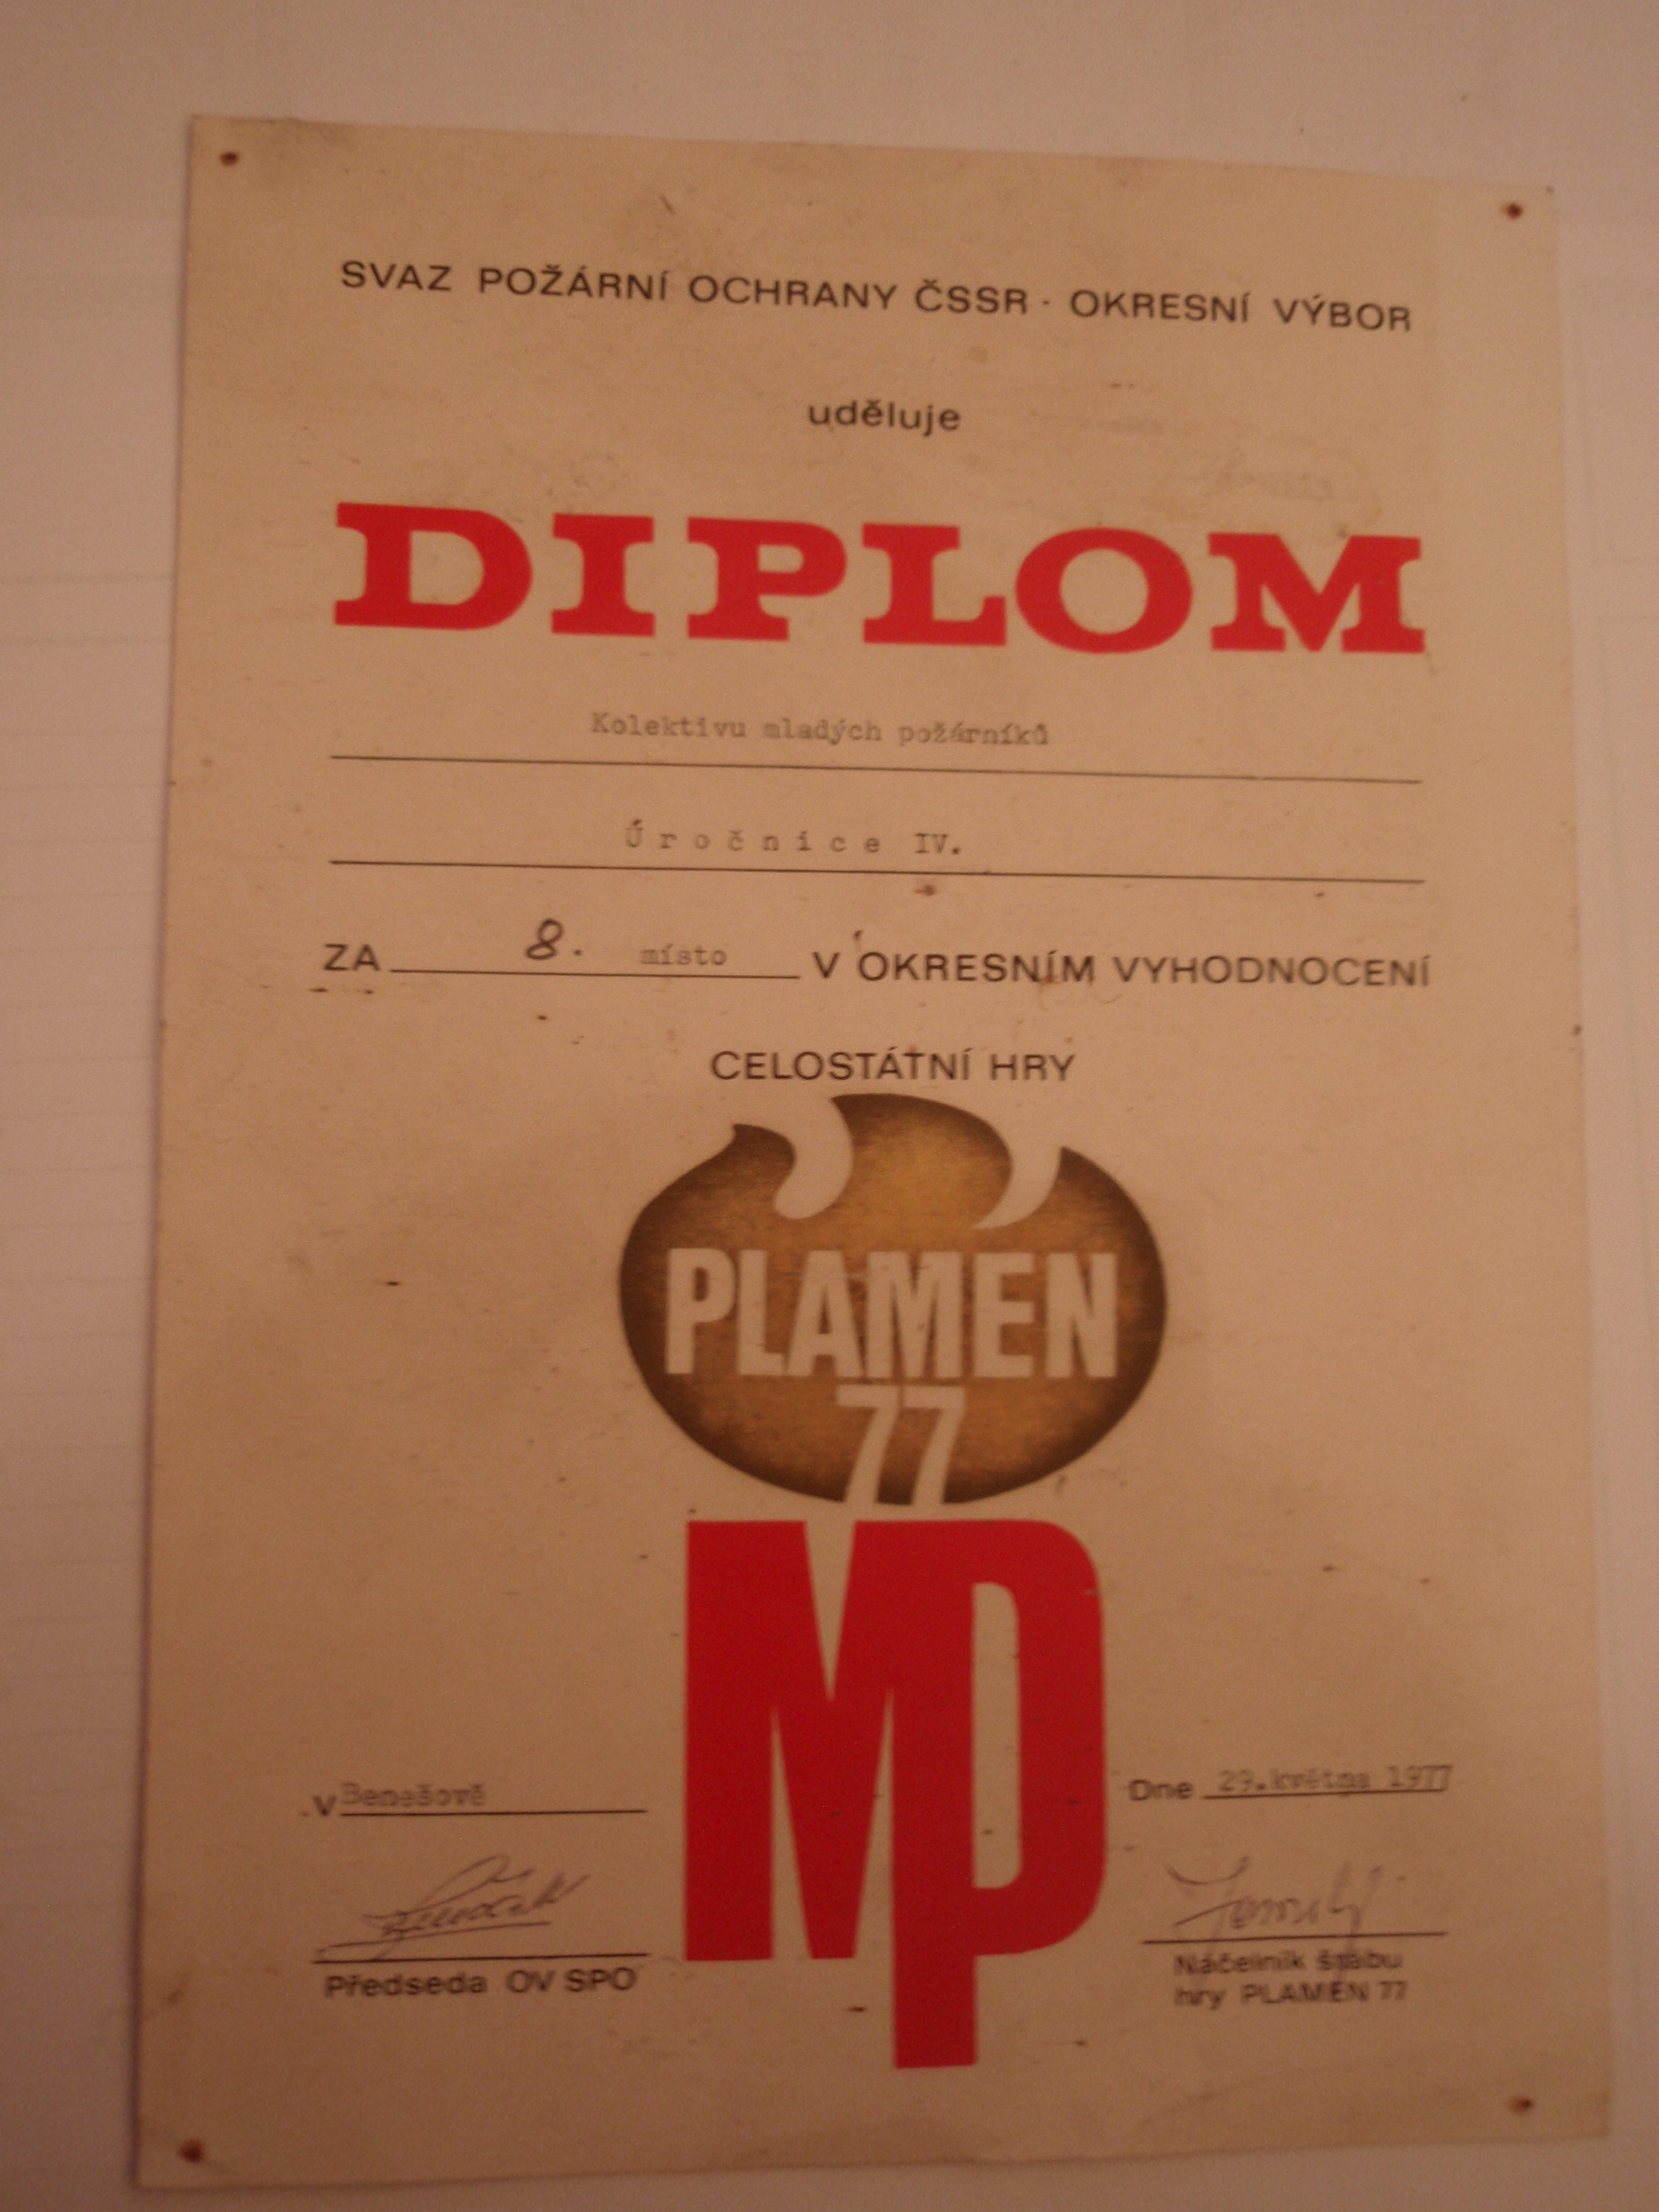 SVAZ POŽÁRNÍ OCHRANY ČSSR · OKRESNÍ VÝBOR
uděluje
DIPLOM
Kolektivu mladých požárníků
Úročnice IV.
ZA 8. místo V OKRESNÍM VYHODNOCENÍ
CELOSTÁTNÍ HRY
PLAMEN
77
MP
V Benešově
Dne 29.května 1977
Předseda OV SPO
Náčelník štábu
hry PLAMEN 77